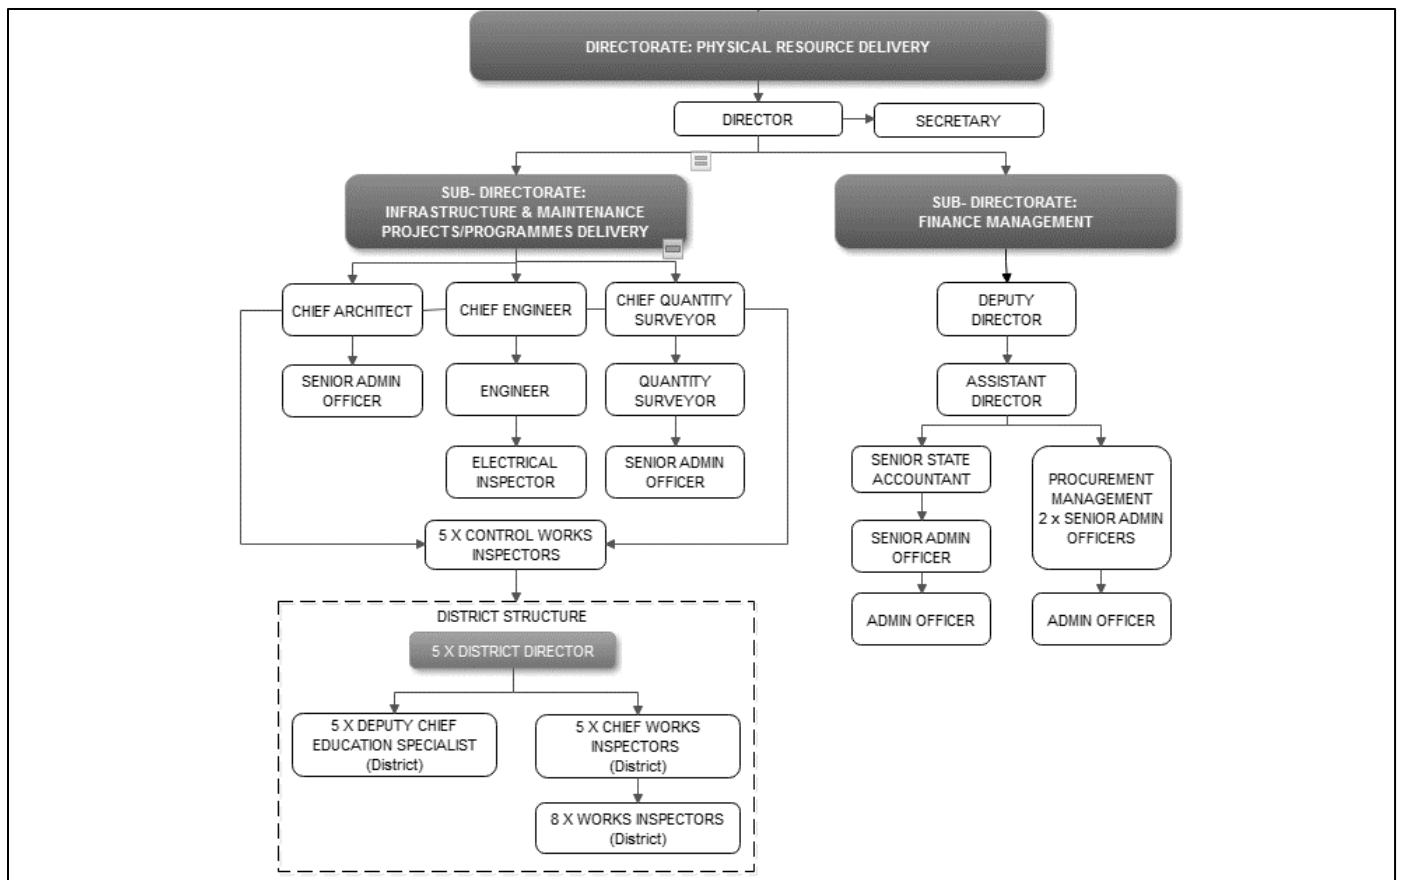 DIRECTORATE: PHYSICAL RESOURCE DELIVERY
DIRECTOR
SECRETARY
SUB- DIRECTORATE:
INFRASTRUCTURE & MAINTENANCE
PROJECTS/PROGRAMMES DELIVERY
SUB- DIRECTORATE:
FINANCE MANAGEMENT
CHIEF ARCHITECT
CHIEF ENGINEER
CHIEF QUANTITY
SURVEYOR
DEPUTY
DIRECTOR
SENIOR ADMIN
OFFICER
ENGINEER
QUANTITY
SURVEYOR
ASSISTANT
DIRECTOR
ELECTRICAL
INSPECTOR
SENIOR ADMIN
OFFICER
SENIOR STATE
ACCOUNTANT
PROCUREMENT
MANAGEMENT
2 x SENIOR ADMIN
OFFICERS
5 X CONTROL WORKS
INSPECTORS
SENIOR ADMIN
OFFICER
ADMIN OFFICER
ADMIN OFFICER
DISTRICT STRUCTURE
5 X DISTRICT DIRECTOR
5 X DEPUTY CHIEF
EDUCATION SPECIALIST
(District)
5 X CHIEF WORKS
INSPECTORS
(District)
8 X WORKS INSPECTORS
(District)